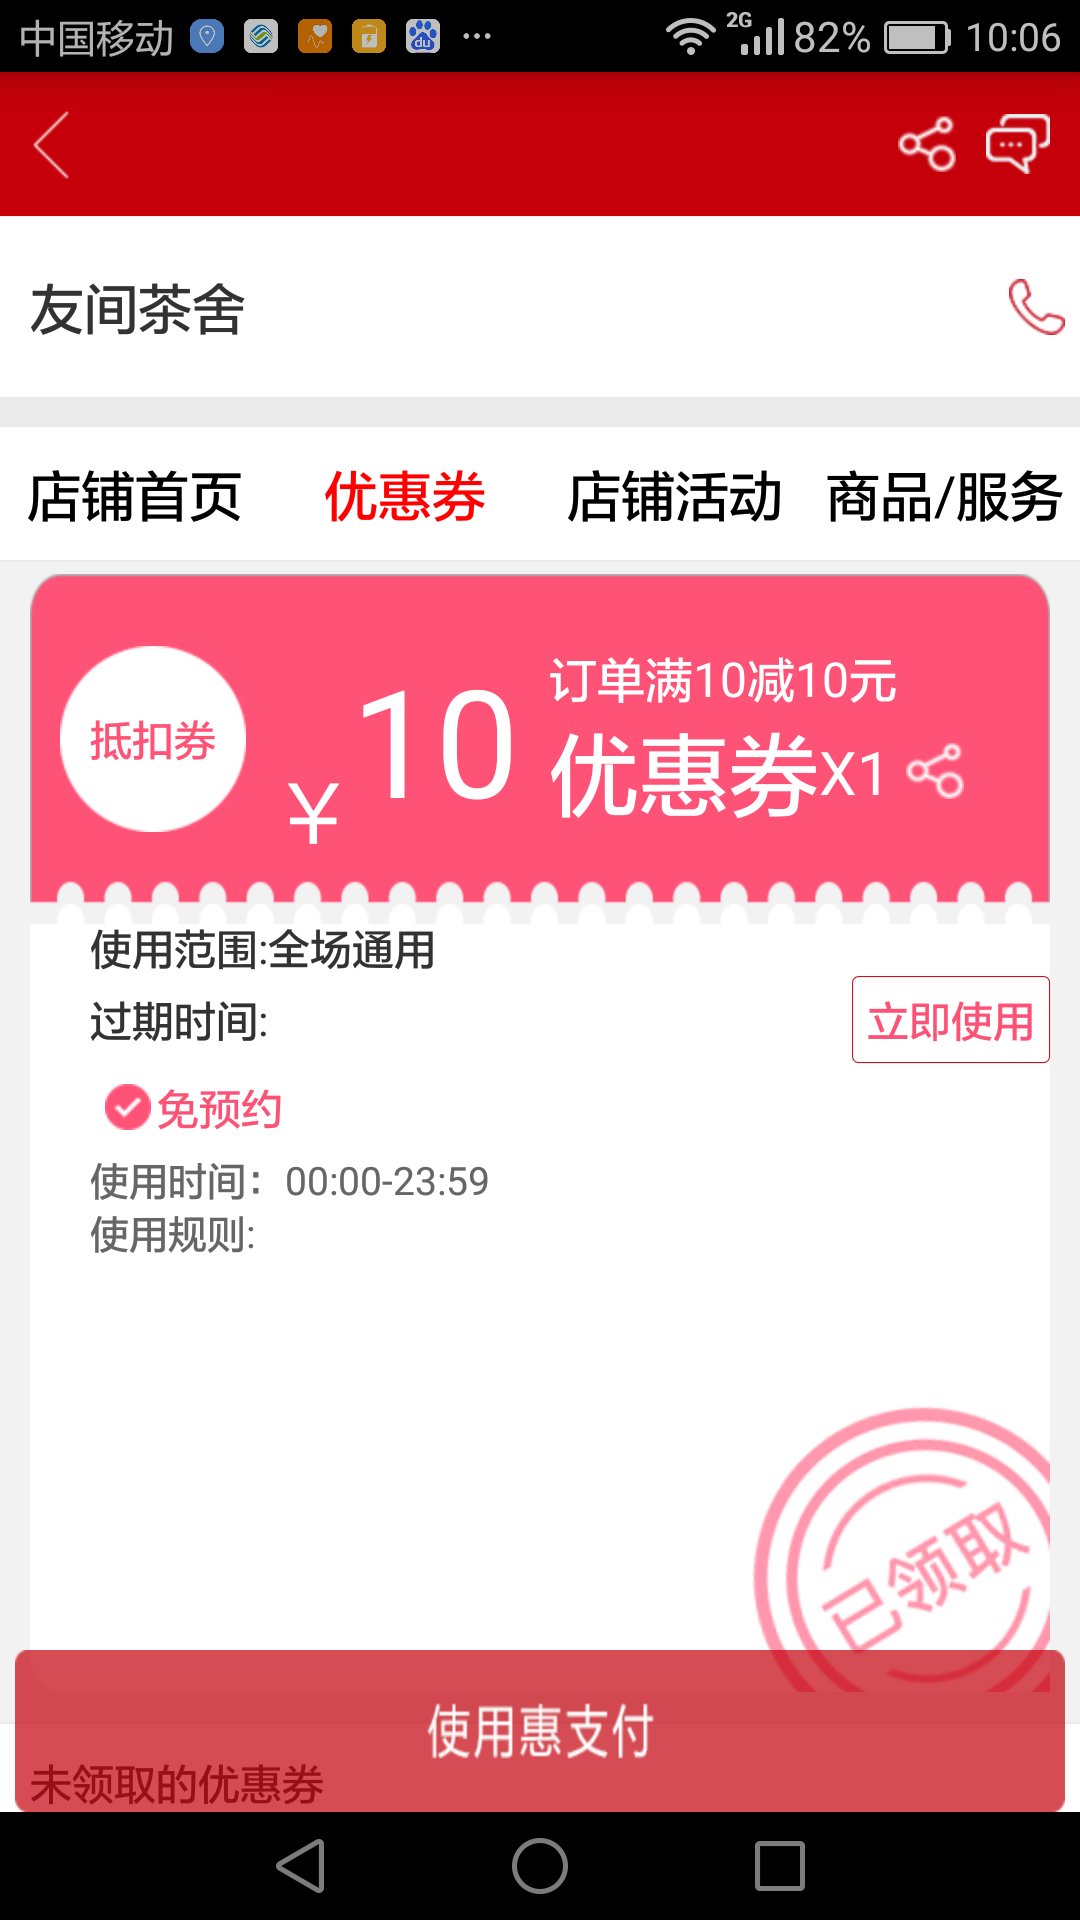 中国移动 du ... 2G 82% 10:06
友间茶舍
店铺首页 优惠券 店铺活动 商品/服务
抵扣券
¥10
订单满10减10元
优惠券X1
使用范围:全场通用
过期时间:
立即使用
免预约
使用时间：00:00-23:59
使用规则:
已领取
使用惠支付
未领取的优惠券